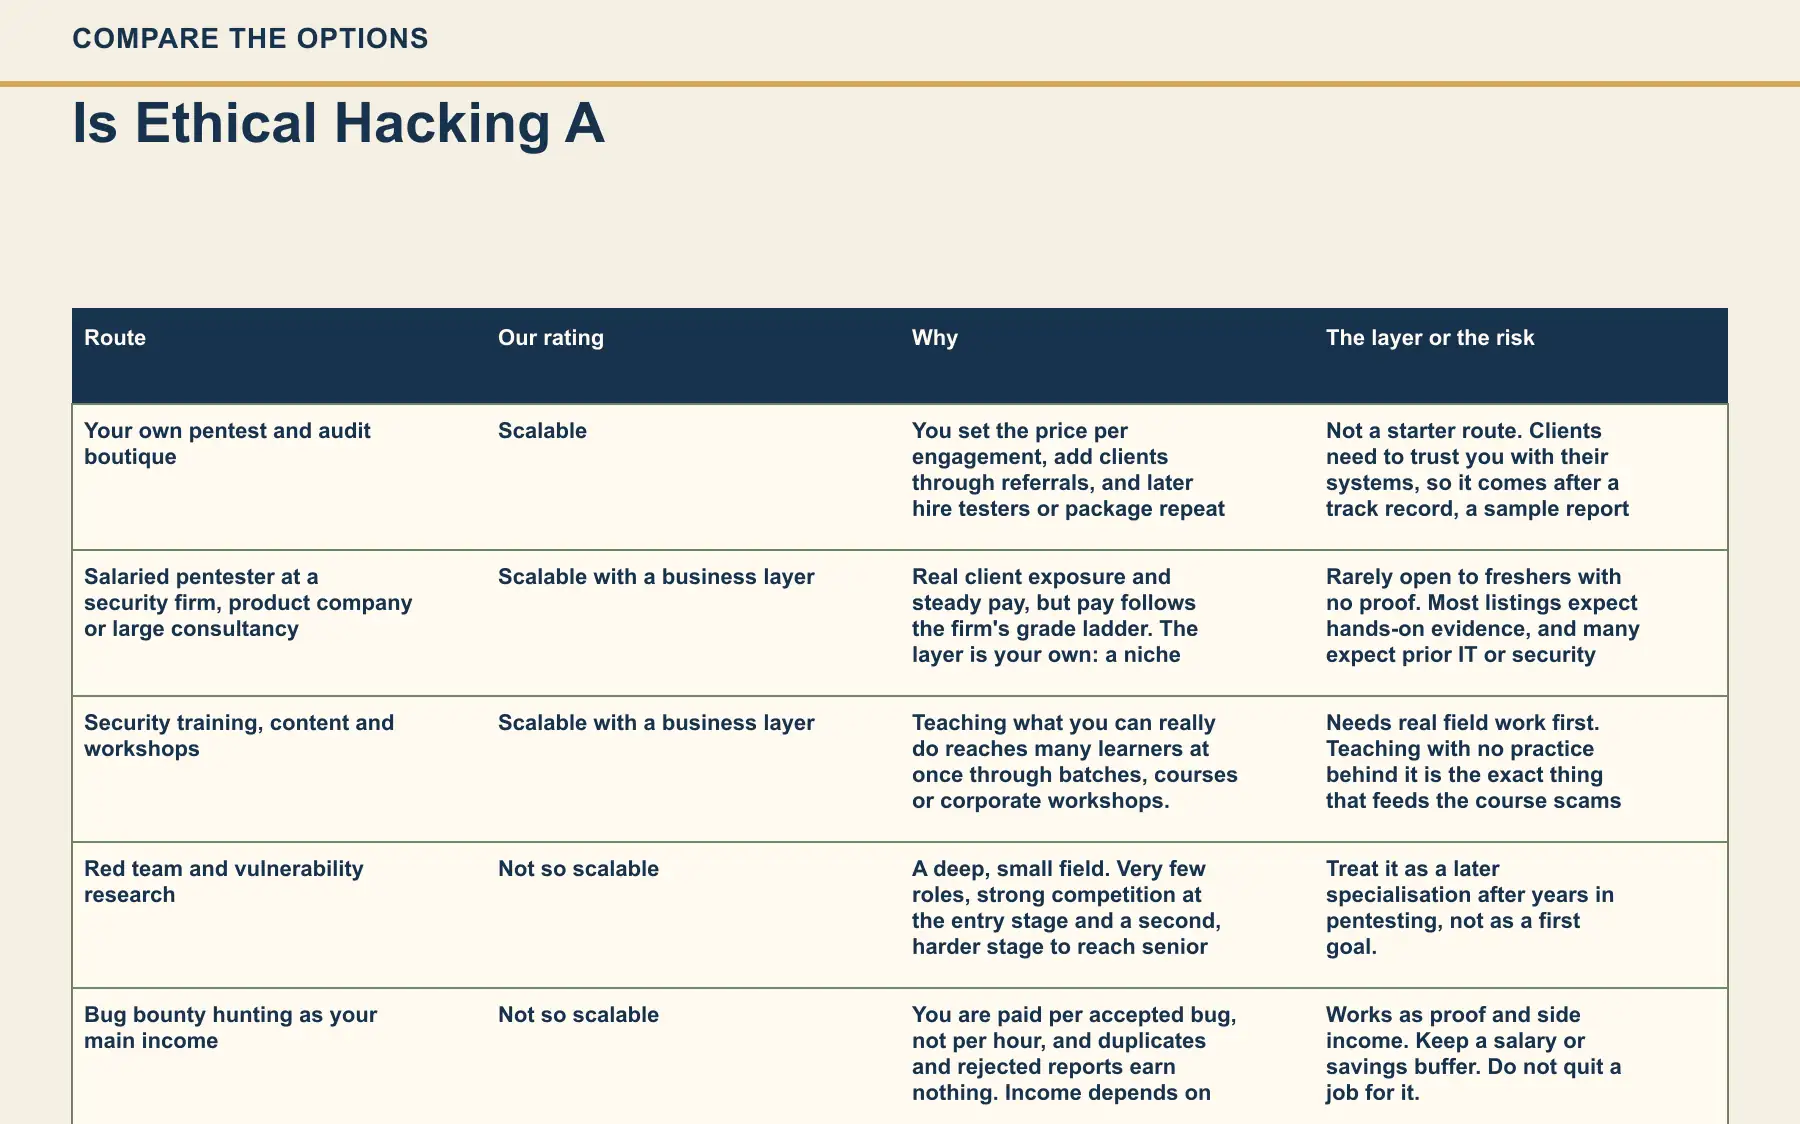 COMPARE THE OPTIONS
Is Ethical Hacking A
Route
Our rating
Why
The layer or the risk
Your own pentest and audit
boutique
Scalable
You set the price per
engagement, add clients
through referrals, and later
hire testers or package repeat
Not a starter route. Clients
need to trust you with their
systems, so it comes after a
track record, a sample report
Salaried pentester at a
security firm, product company
or large consultancy
Scalable with a business layer
Real client exposure and
steady pay, but pay follows
the firm's grade ladder. The
layer is your own: a niche
Rarely open to freshers with
no proof. Most listings expect
hands-on evidence, and many
expect prior IT or security
Security training, content and
workshops
Scalable with a business layer
Teaching what you can really
do reaches many learners at
once through batches, courses
or corporate workshops.
Needs real field work first.
Teaching with no practice
behind it is the exact thing
that feeds the course scams
Red team and vulnerability
research
Not so scalable
A deep, small field. Very few
roles, strong competition at
the entry stage and a second,
harder stage to reach senior
Treat it as a later
specialisation after years in
pentesting, not as a first
goal.
Bug bounty hunting as your
main income
Not so scalable
You are paid per accepted bug,
not per hour, and duplicates
and rejected reports earn
nothing. Income depends on
Works as proof and side
income. Keep a salary or
savings buffer. Do not quit a
job for it.